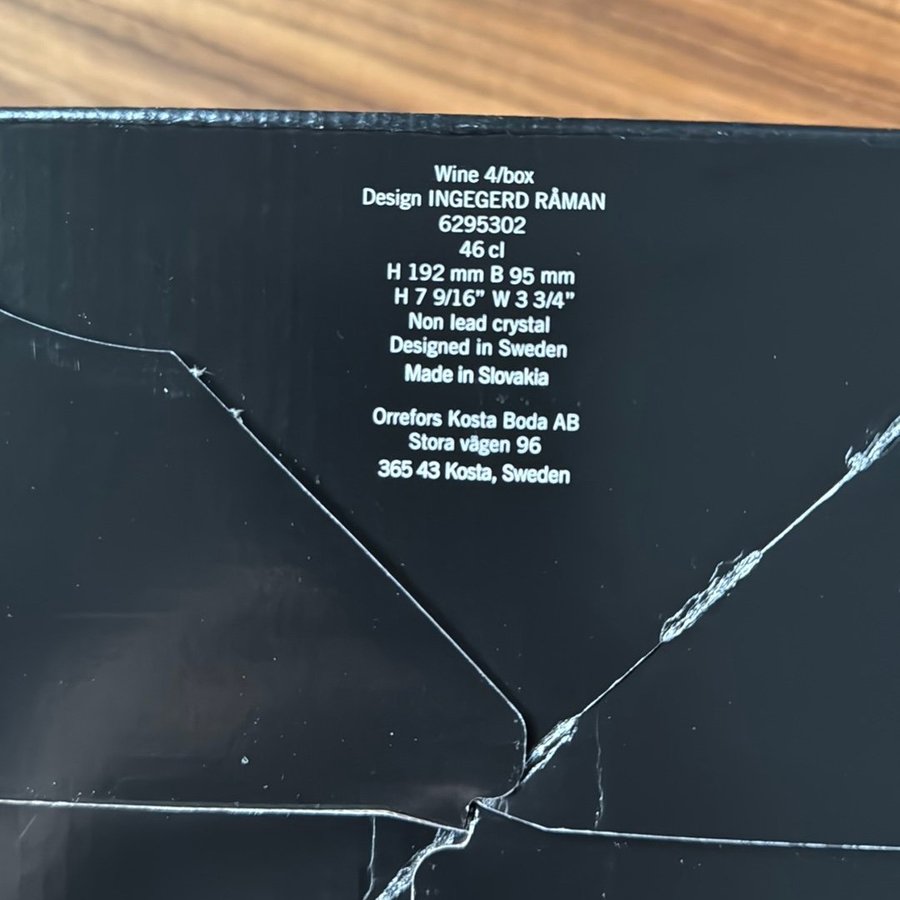 Wine 4/box
Design INGEGERD RÅMAN
6295302
46 cl
H 192 mm B 95 mm
H 7 9/16” W 3 3/4”
Non lead crystal
Designed in Sweden
Made in Slovakia
Orrefors Kosta Boda AB
Stora vägen 96
365 43 Kosta, Sweden